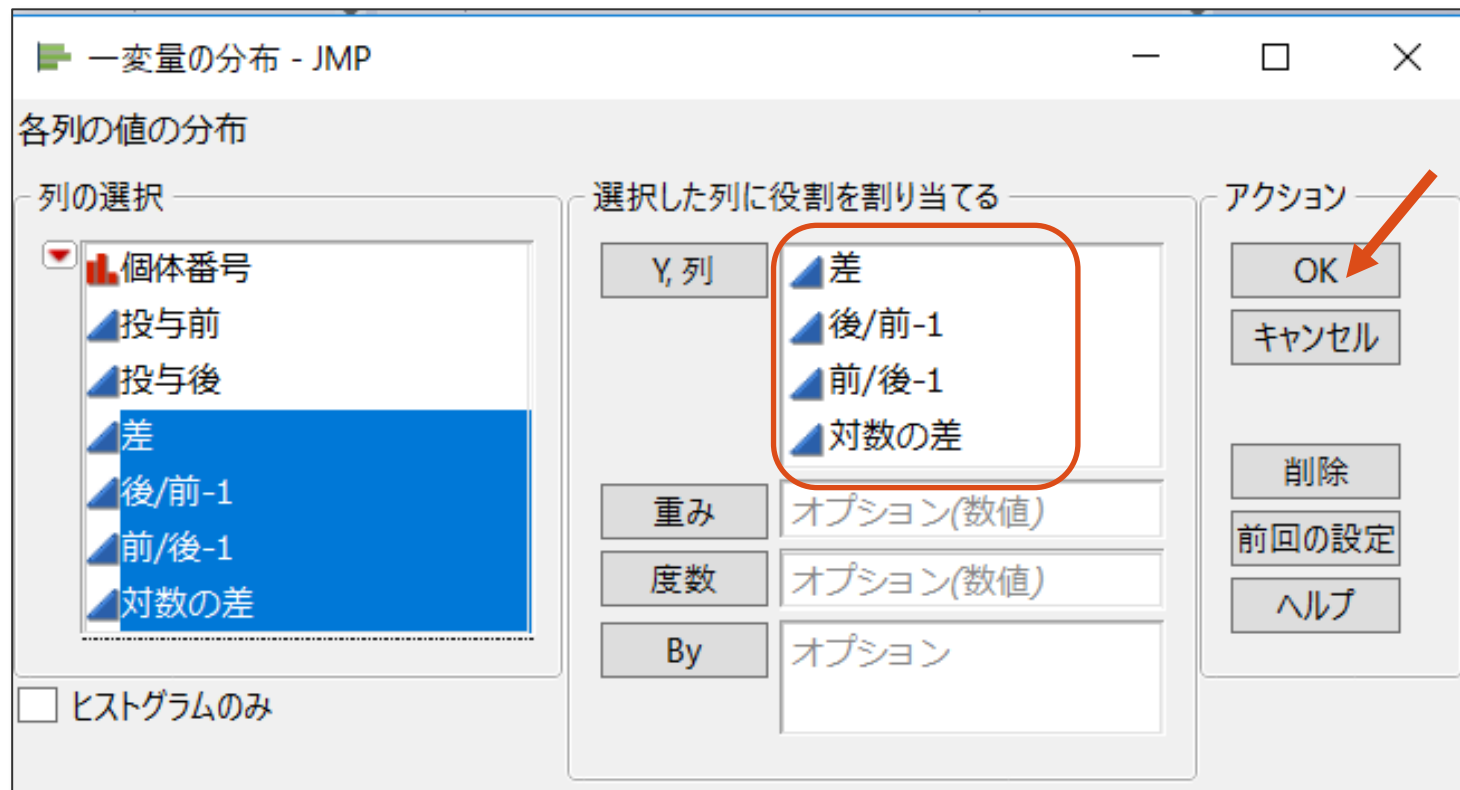 一変量の分布 - JMP
各列の値の分布
列の選択
個体番号
投与前
投与後
差
後/前-1
前/後-1
対数の差
ヒストグラムのみ
選択した列に役割を割り当てる
Y, 列
差
後/前-1
前/後-1
対数の差
重み オプション(数値)
度数 オプション(数値)
By オプション
アクション
OK
キャンセル
削除
前回の設定
ヘルプ